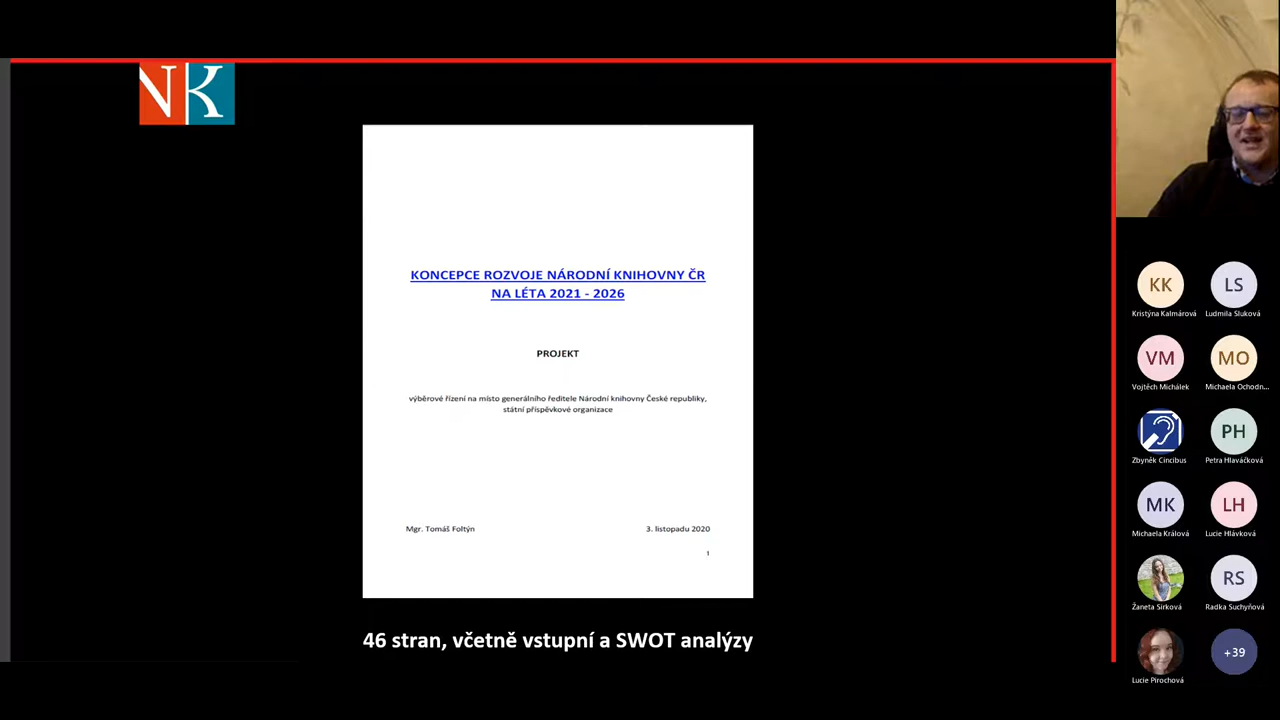 NK
KONCEPCE ROZVOJE NÁRODNÍ KNIHOVNY ČR
NA LÉTA 2021 - 2026
PROJEKT
výběrové řízení na místo generálního ředitele Národní knihovny České republiky,
státní příspěvkové organizace
Mgr. Tomáš Foltýn
3. listopadu 2020
1
46 stran, včetně vstupní a SWOT analýzy
KK
LS
Kristýna Kalmárová
Ludmila Sluková
VM
MO
Vojtěch Michálek
Michaela Ochodn...
PH
Zbyněk Cincibus
Petra Hlaváčková
MK
LH
Michaela Králová
Lucie Hlávková
RS
Žaneta Sirková
Radka Suchyňová
+39
Lucie Pirochová